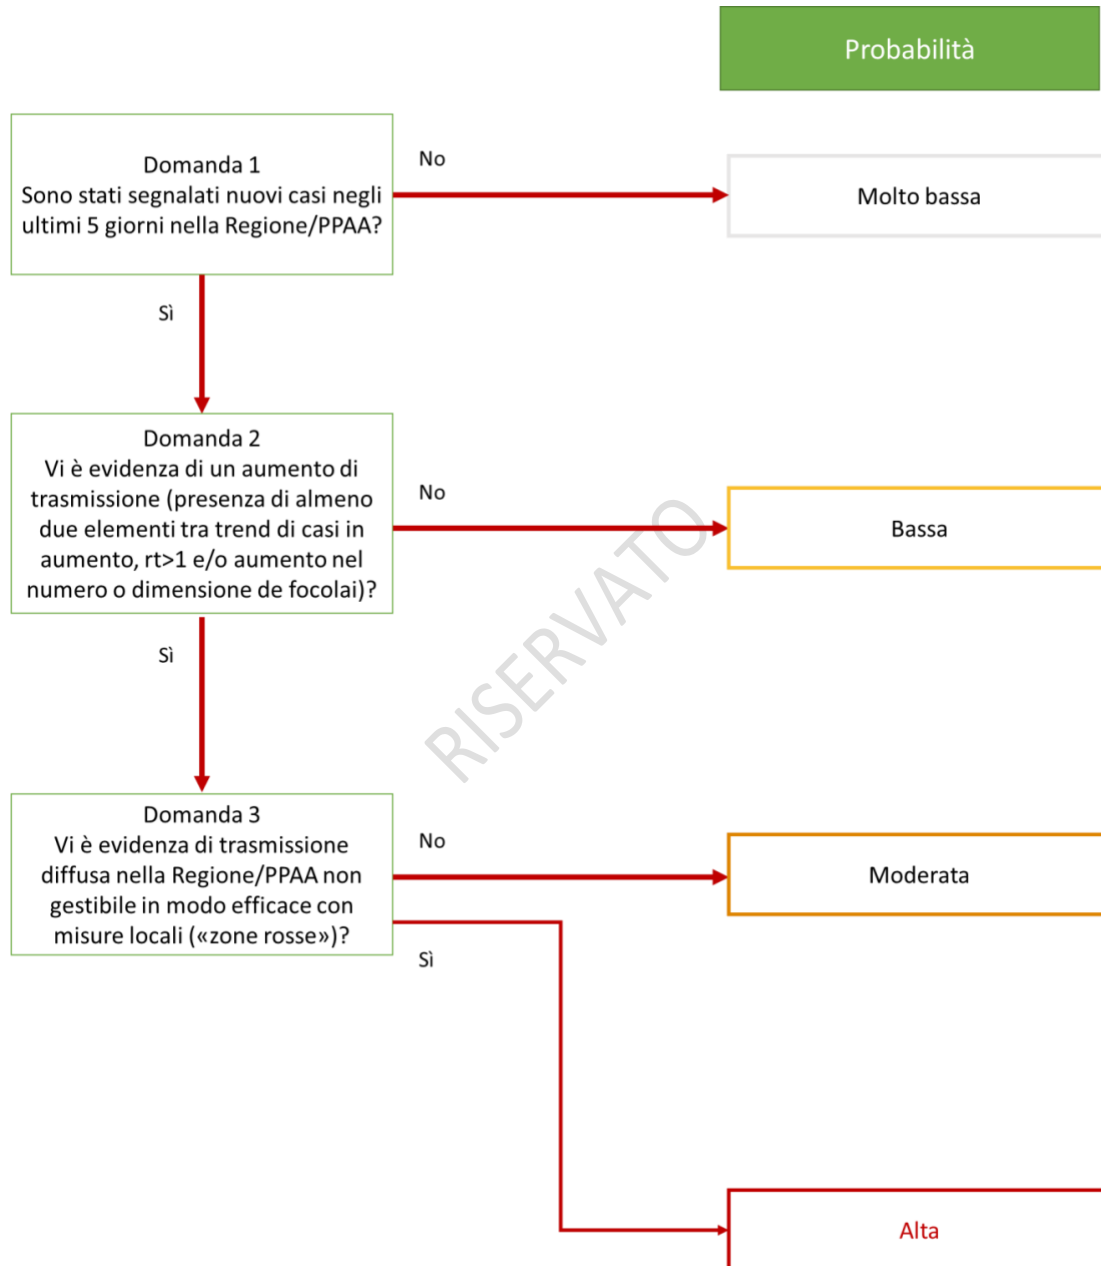 Probabilità
Domanda 1
Sono stati segnalati nuovi casi negli
ultimi 5 giorni nella Regione/PPAA?
No
Molto bassa
Sì
Domanda 2
Vi è evidenza di un aumento di
trasmissione (presenza di almeno
due elementi tra trend di casi in
aumento, rt>1 e/o aumento nel
numero o dimensione de focolai)?
No
Bassa
RISERVATO
Sì
Domanda 3
Vi è evidenza di trasmissione
diffusa nella Regione/PPAA non
gestibile in modo efficace con
misure locali («zone rosse»)?
No
Moderata
Sì
Alta